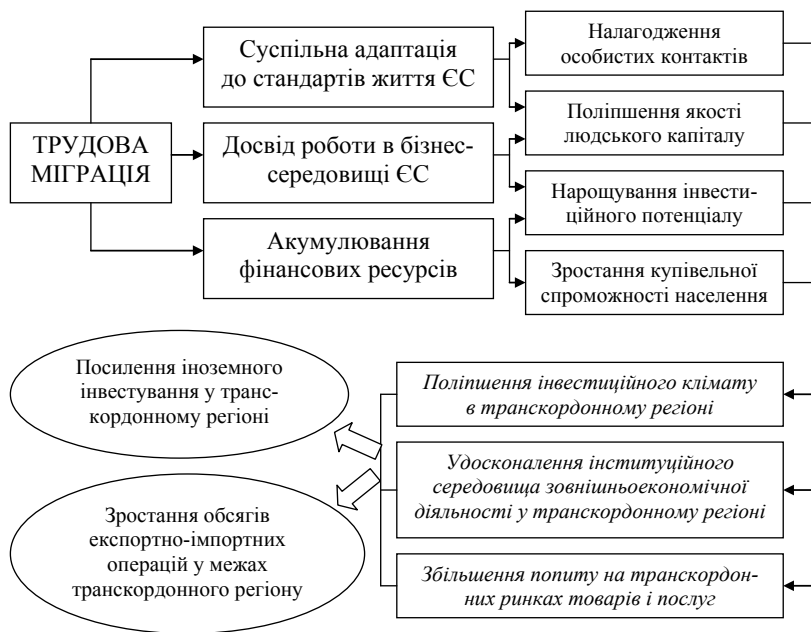 ТРУДОВА
МІГРАЦІЯ
Суспільна адаптація
до стандартів життя ЄС
Досвід роботи в бізнес-
середовищі ЄС
Акумулювання
фінансових ресурсів
Налагодження
особистих контактів
Поліпшення якості
людського капіталу
Нарощування інвести-
ційного потенціалу
Зростання купівельної
спроможності населення
Посилення іноземного
інвестування у транс-
кордонному регіоні
Зростання обсягів
експортно-імпортних
операцій у межах
транскордонного регіону
Поліпшення інвестиційного клімату
в транскордонному регіоні
Удосконалення інституційного
середовища зовнішньоекономічної
діяльності у транскордонному регіоні
Збільшення попиту на транскордон-
них ринках товарів і послуг